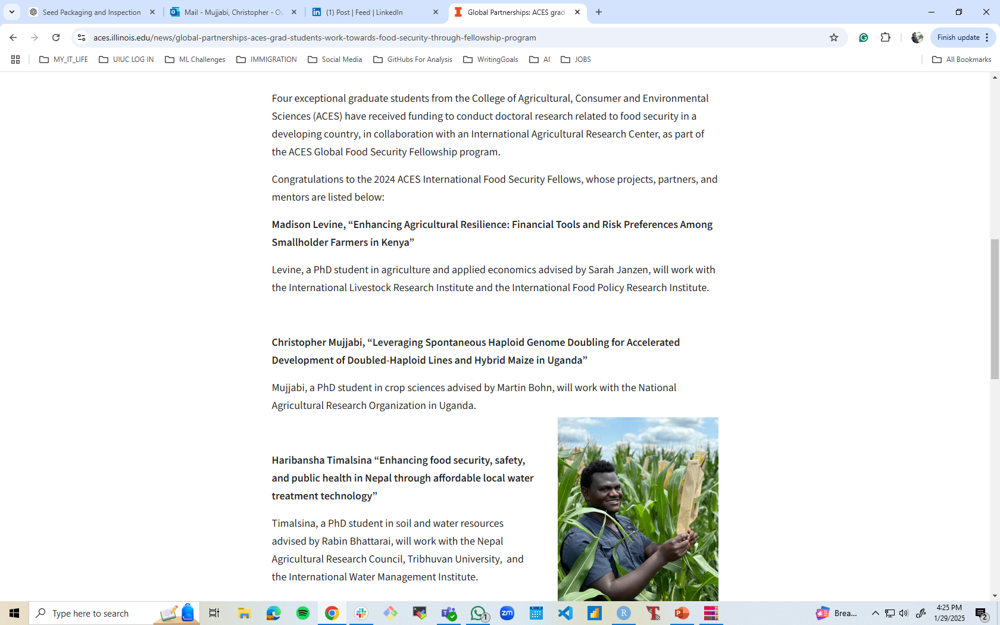 Seed Packaging and Inspection
Mail - Mujjabi, Christopher - Ou
(1) Post | Feed | LinkedIn
Global Partnerships: ACES grad
aces.illinois.edu/news/global-partnerships-aces-grad-students-work-towards-food-security-through-fellowship-program
Finish update
MY_IT_LIFE
UIUC LOG IN
ML Challenges
IMMIGRATION
Social Media
GitHubs For Analysis
WritingGoals
AI
JOBS
All Bookmarks
Four exceptional graduate students from the College of Agricultural, Consumer and Environmental
Sciences (ACES) have received funding to conduct doctoral research related to food security in a
developing country, in collaboration with an International Agricultural Research Center, as part of
the ACES Global Food Security Fellowship program.
Congratulations to the 2024 ACES International Food Security Fellows, whose projects, partners, and
mentors are listed below:
Madison Levine, “Enhancing Agricultural Resilience: Financial Tools and Risk Preferences Among
Smallholder Farmers in Kenya”
Levine, a PhD student in agriculture and applied economics advised by Sarah Janzen, will work with
the International Livestock Research Institute and the International Food Policy Research Institute.
Christopher Mujjabi, “Leveraging Spontaneous Haploid Genome Doubling for Accelerated
Development of Doubled-Haploid Lines and Hybrid Maize in Uganda”
Mujjabi, a PhD student in crop sciences advised by Martin Bohn, will work with the National
Agricultural Research Organization in Uganda.
Haribansha Timalsina “Enhancing food security, safety,
and public health in Nepal through affordable local water
treatment technology”
Timalsina, a PhD student in soil and water resources
advised by Rabin Bhattarai, will work with the Nepal
Agricultural Research Council, Tribhuvan University, and
the International Water Management Institute.
Type here to search
1
zm
R
Brea...
4:25 PM
1/29/2025
2